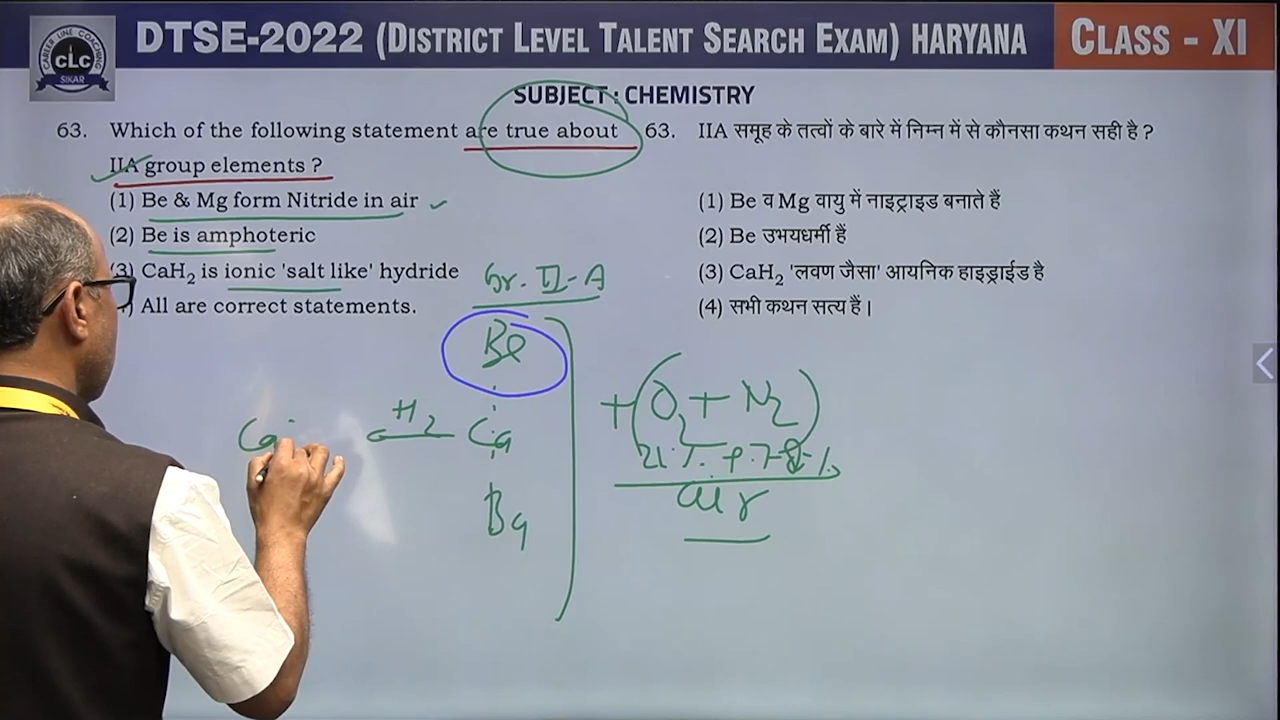 CAREER LINE COACHING
CLC
SIKAR
DTSE-2022 (DISTRICT LEVEL TALENT SEARCH EXAM) HARYANA
CLASS - XI
SUBJECT : CHEMISTRY
63. Which of the following statement are true about
IIA group elements ?
(1) Be & Mg form Nitride in air
(2) Be is amphoteric
(3) CaH₂ is ionic 'salt like' hydride
) All are correct statements.
63. IIA समूह के तत्वों के बारे में निम्न में से कौनसा कथन सही है ?
(1) Be व Mg वायु में नाइट्राइड बनाते हैं
(2) Be उभयधर्मी हैं
(3) CaH₂ 'लवण जैसा' आयनिक हाइड्राईड है
(4) सभी कथन सत्य हैं।
Gr. II-A
Be
Ca H₂ Ca
Ba
+(O₂ + N₂)
air